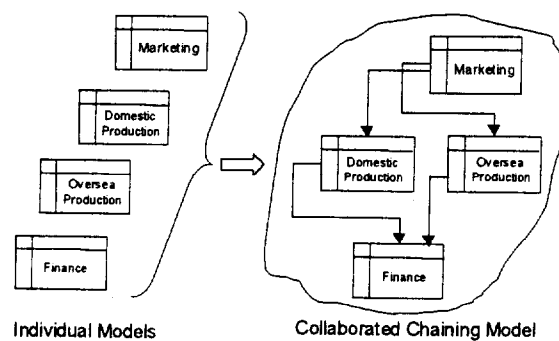 Marketing
Domestic
Production
Oversea
Production
Finance
Individual Models
Marketing
Domestic
Production
Oversea
Production
Finance
Collaborated Chaining Model